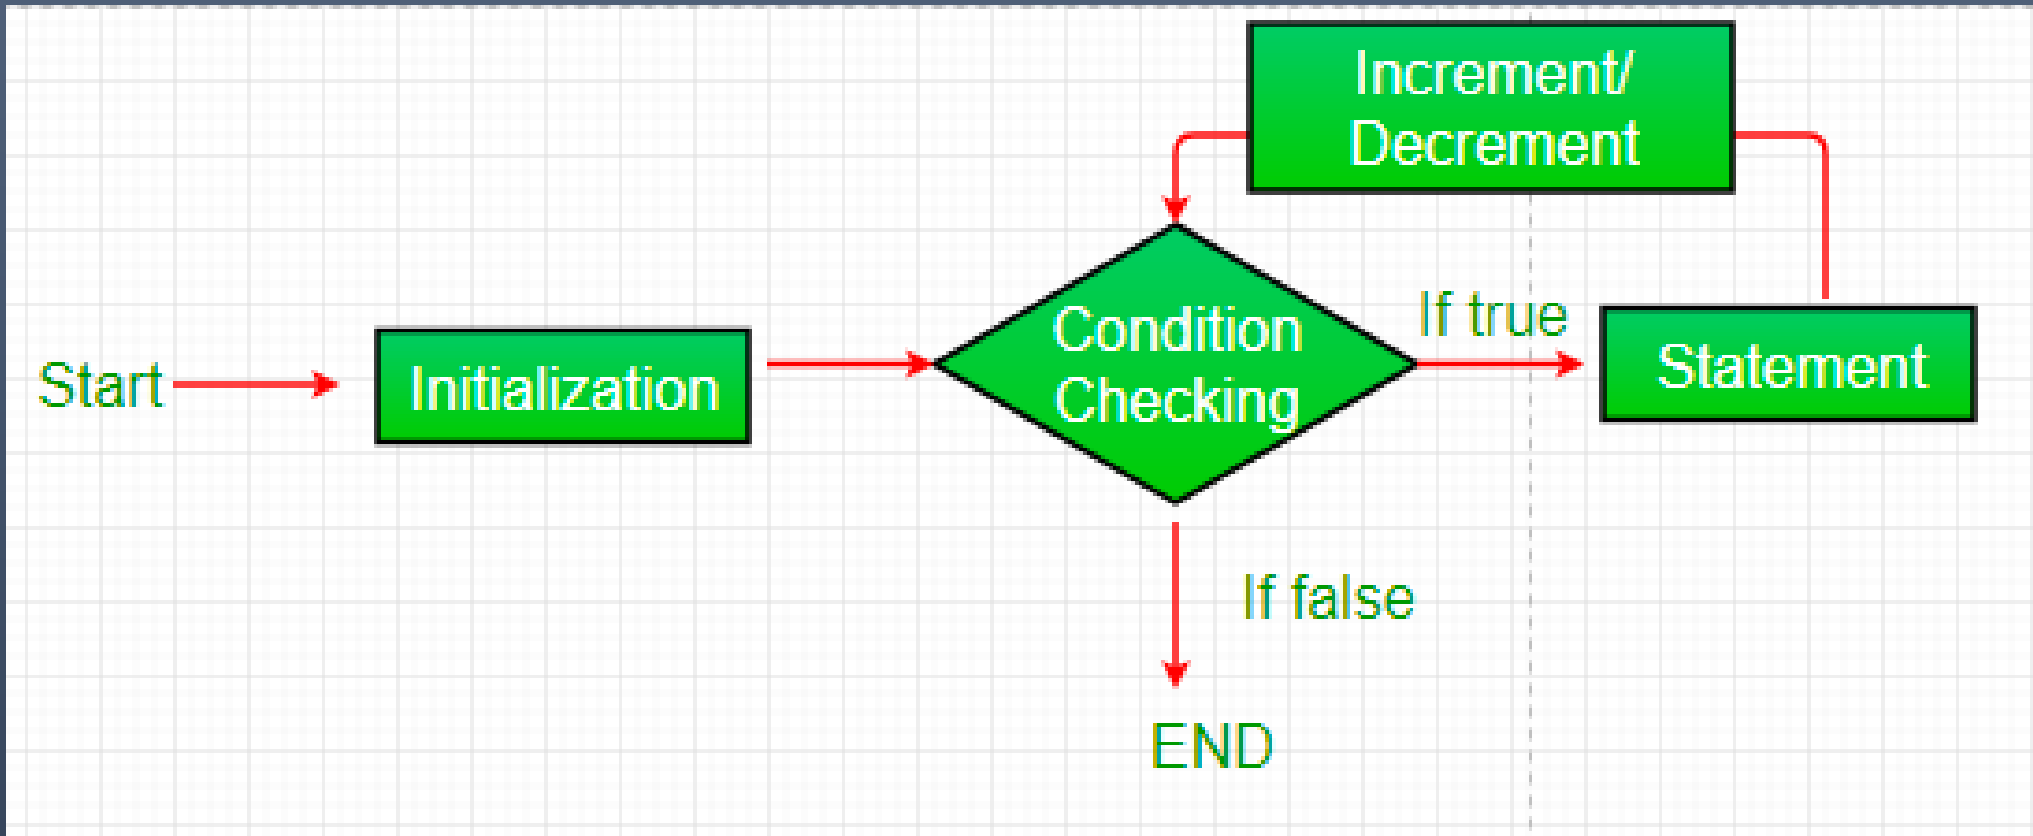 Increment/
Decrement
Start
Initialization
Condition
Checking
If true
Statement
If false
END